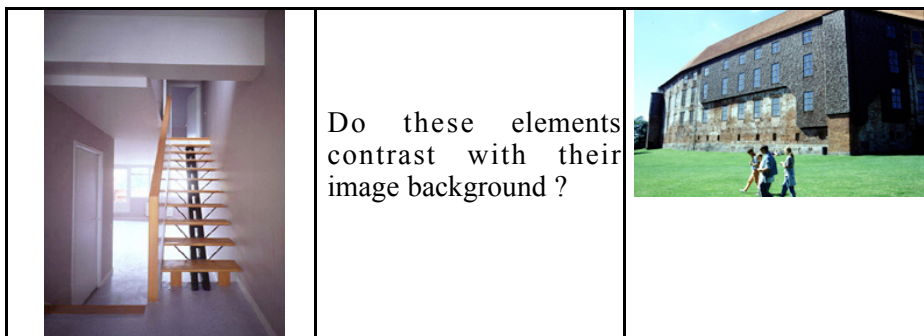 Do these elements
contrast with their
image background ?